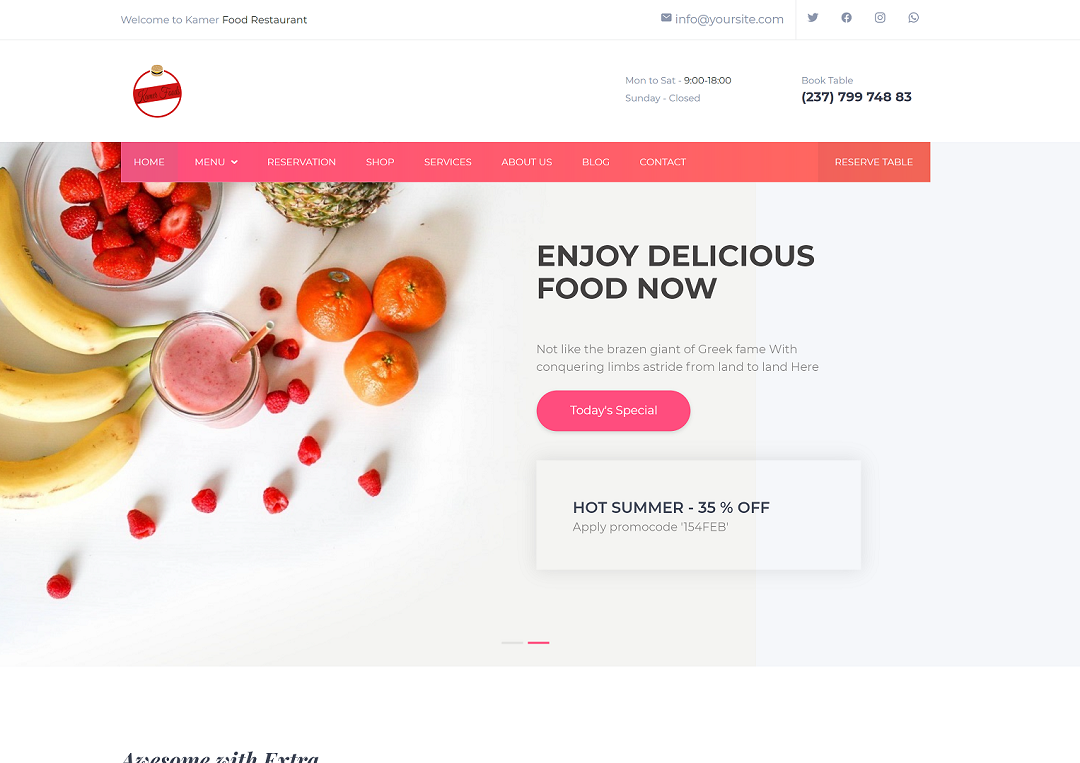 Welcome to Kamer Food Restaurant
info@yoursite.com
Kamer Food
Mon to Sat - 9:00-18:00
Sunday - Closed
Book Table
(237) 799 748 83
HOME MENU RESERVATION SHOP SERVICES ABOUT US BLOG CONTACT RESERVE TABLE
ENJOY DELICIOUS
FOOD NOW
Not like the brazen giant of Greek fame With
conquering limbs astride from land to land Here
Today's Special
HOT SUMMER - 35 % OFF
Apply promocode '154FEB'
Awesome with Extra